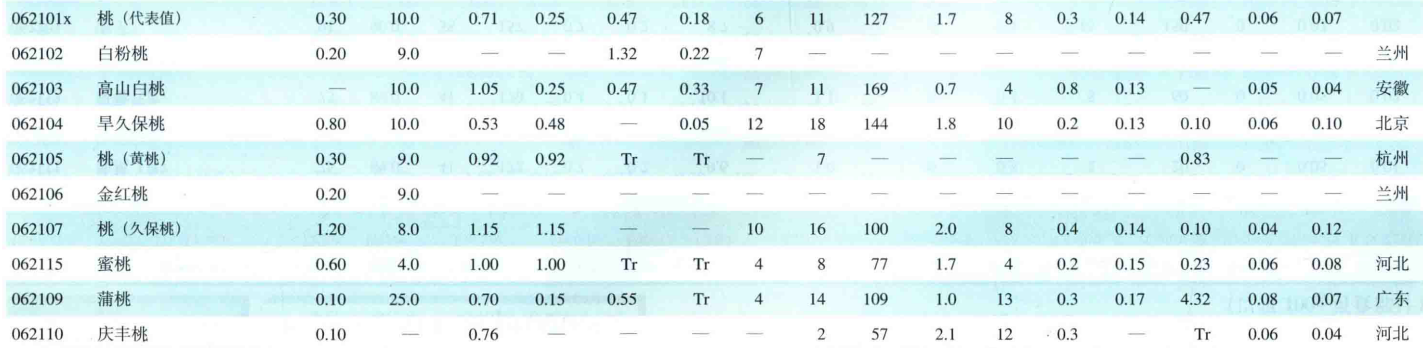 062101x 桃（代表值） 0.30 10.0 0.71 0.25 0.47 0.18 6 11 127 1.7 8 0.3 0.14 0.47 0.06 0.07
062102 白粉桃 0.20 9.0 — — 1.32 0.22 7 — — — — — — — — — 兰州
062103 高山白桃 — 10.0 1.05 0.25 0.47 0.33 7 11 169 0.7 4 0.8 0.13 — 0.05 0.04 安徽
062104 旱久保桃 0.80 10.0 0.53 0.48 — 0.05 12 18 144 1.8 10 0.2 0.13 0.10 0.06 0.10 北京
062105 桃（黄桃） 0.30 9.0 0.92 0.92 Tr Tr — 7 — — — — — 0.83 — — 杭州
062106 金红桃 0.20 9.0 — — — — — — — — — — — — — — 兰州
062107 桃（久保桃） 1.20 8.0 1.15 1.15 — — 10 16 100 2.0 8 0.4 0.14 0.10 0.04 0.12
062115 蜜桃 0.60 4.0 1.00 1.00 Tr Tr 4 8 77 1.7 4 0.2 0.15 0.23 0.06 0.08 河北
062109 蒲桃 0.10 25.0 0.70 0.15 0.55 Tr 4 14 109 1.0 13 0.3 0.17 4.32 0.08 0.07 广东
062110 庆丰桃 0.10 — 0.76 — — — — 2 57 2.1 12 0.3 — Tr 0.06 0.04 河北